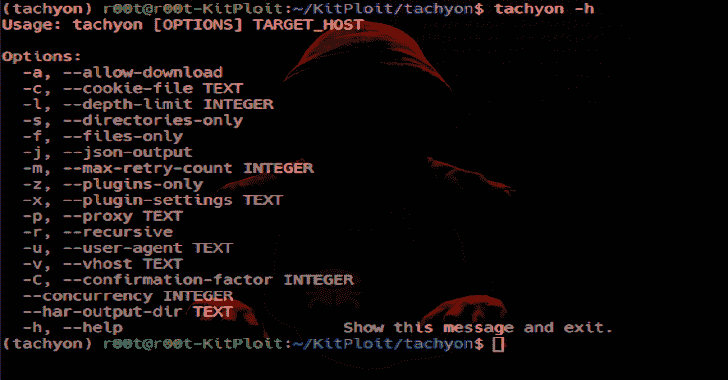 (tachyon) r00t@r00t-KitPloit:~/KitPloit/tachyon$ tachyon -h
Usage: tachyon [OPTIONS] TARGET_HOST
Options:
-a, --allow-download
-c, --cookie-file TEXT
-l, --depth-limit INTEGER
-s, --directories-only
-f, --files-only
-j, --json-output
-m, --max-retry-count INTEGER
-z, --plugins-only
-x, --plugin-settings TEXT
-p, --proxy TEXT
-r, --recursive
-u, --user-agent TEXT
-v, --vhost TEXT
-C, --confirmation-factor INTEGER
--concurrency INTEGER
--har-output-dir TEXT
-h, --help Show this message and exit.
(tachyon) r00t@r00t-KitPloit:~/KitPloit/tachyon$